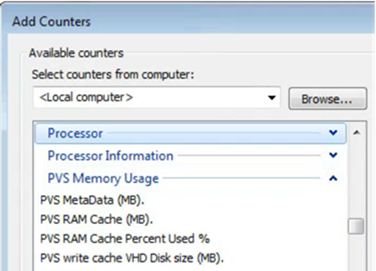 Add Counters
Available counters
Select counters from computer:
<Local computer>
Browse...
Processor
Processor Information
PVS Memory Usage
PVS MetaData (MB).
PVS RAM Cache (MB).
PVS RAM Cache Percent Used %
PVS write cache VHD Disk size (MB).